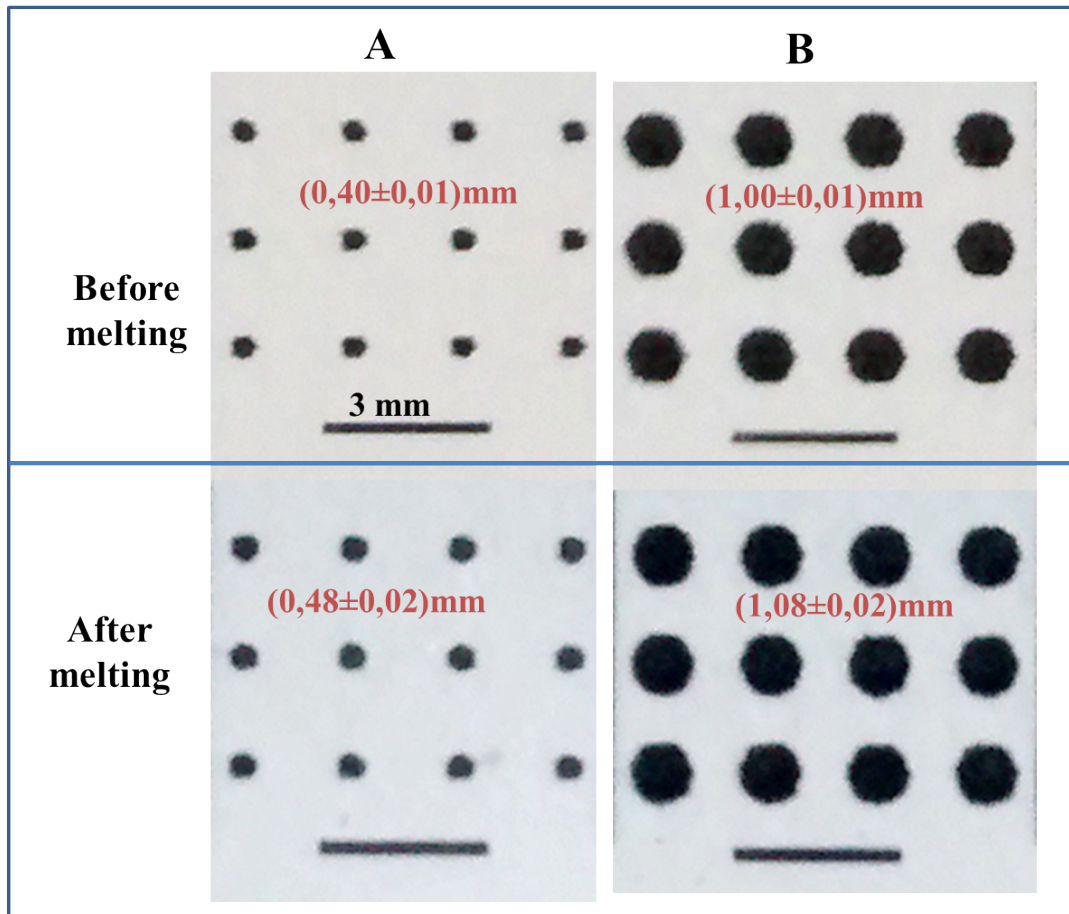 A
B
(0,40±0,01)mm
(1,00±0,01)mm
Before
melting
3 mm
(0,48±0,02)mm
(1,08±0,02)mm
After
melting